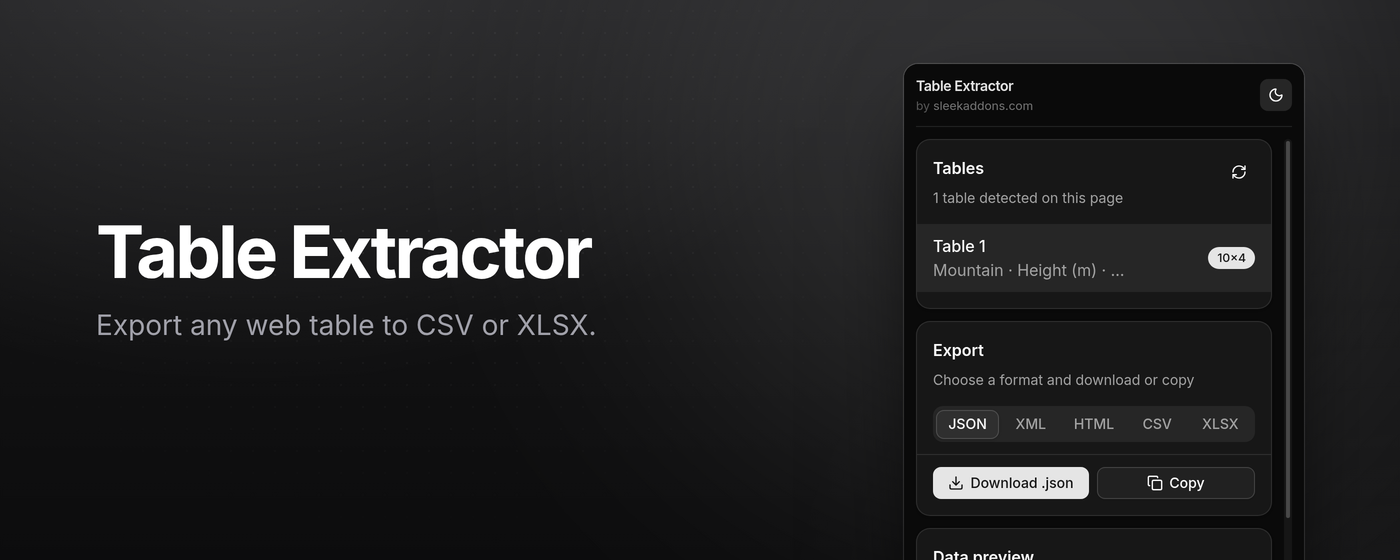 Table Extractor
Export any web table to CSV or XLSX.
Table Extractor
by sleekaddons.com
Tables
1 table detected on this page
Table 1
Mountain · Height (m) · ...
10×4
Export
Choose a format and download or copy
JSON XML HTML CSV XLSX
Download .json Copy
Data preview